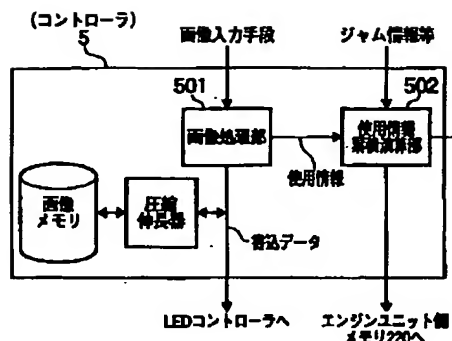 (コントローラ)
5
画像入力手段
ジャム情報等
501
502
画像処理部
使用情報
累積演算部
使用情報
画像
メモリ
圧縮
伸長器
書込データ
LEDコントローラへ
エンジンユニット側
メモリ220へ